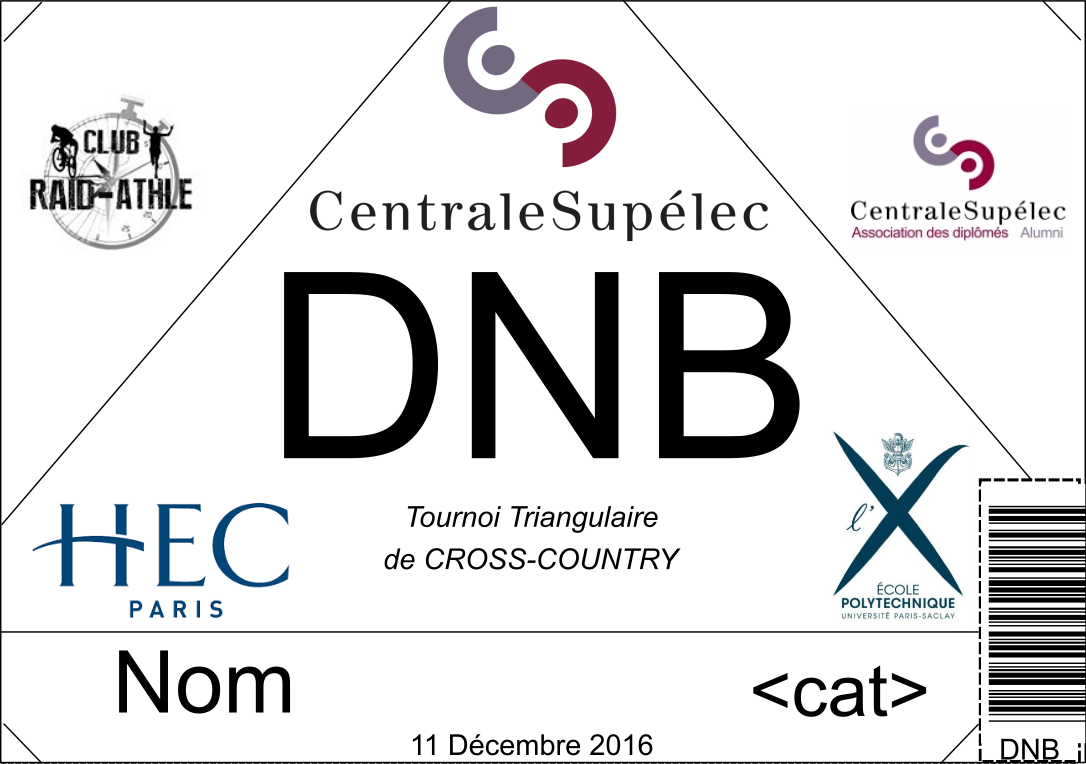 CLUB
RAID-ATHLE
CentraleSupélec
CentraleSupélec
Association des diplômés Alumni
DNB
HEC
PARIS
Tournoi Triangulaire
de CROSS-COUNTRY
l'X
ÉCOLE
POLYTECHNIQUE
UNIVERSITÉ PARIS-SACLAY
Nom
<cat>
11 Décembre 2016
DNB